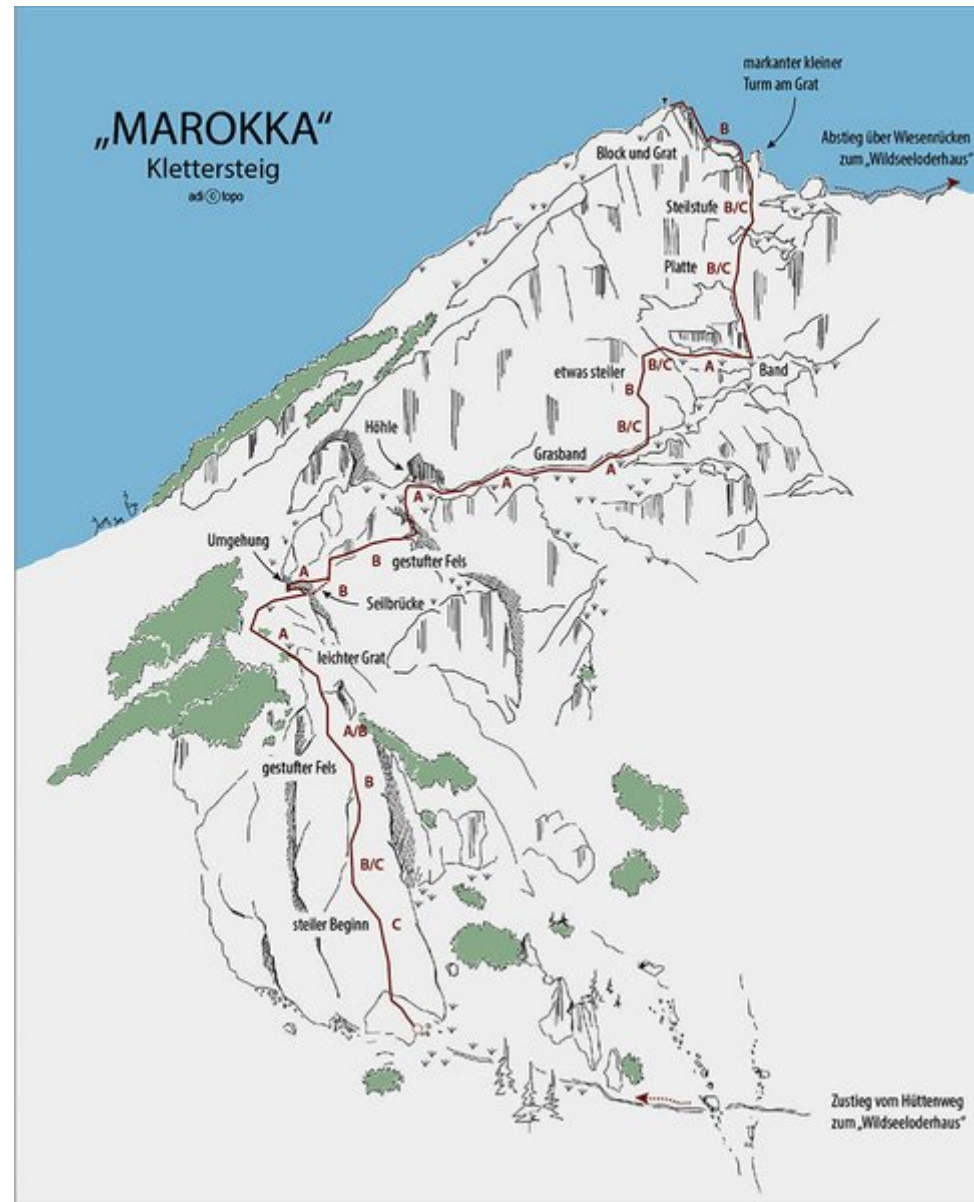 „MAROKKA“
Klettersteig
adi © topo
markanter kleiner
Turm am Grat
Abstieg über Wiesenrücken
zum „Wildseeloderhaus“
B
Block und Grat
Steilstufe B/C
Platte B/C
etwas steiler
B/C
A
Band
B
B/C
Höhle
Grasband
A
A
A
Umgehung
A
B
gestufter Fels
B
Seilbrücke
A
leichter Grat
A/B
gestufter Fels
B
B/C
steiler Beginn
C
Zustieg vom Hüttenweg
zum „Wildseeloderhaus“